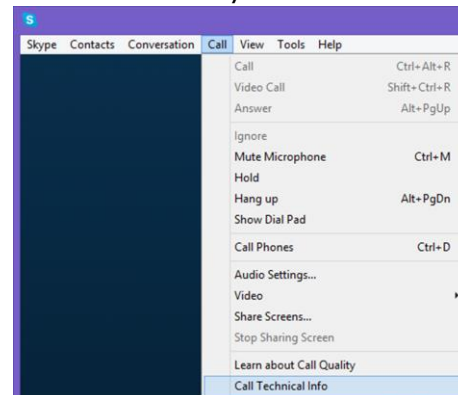 S
Skype Contacts Conversation Call View Tools Help
Call Ctrl+Alt+R
Video Call Shift+Ctrl+R
Answer Alt+PgUp
Ignore
Mute Microphone Ctrl+M
Hold
Hang up Alt+PgDn
Show Dial Pad
Call Phones Ctrl+D
Audio Settings...
Video
Share Screens...
Stop Sharing Screen
Learn about Call Quality
Call Technical Info